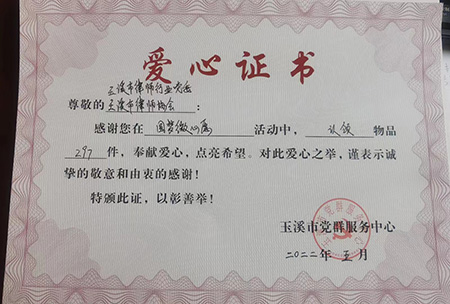 爱心证书
玉溪市律师行业党委
尊敬的玉溪市律师协会：
感谢您在圆梦微心愿活动中，认领物品
297件，奉献爱心，点亮希望。对此爱心之举，谨表示诚
挚的敬意和由衷的感谢！
特颁此证，以彰善举！
玉溪市党群服务中心
二〇二二年五月